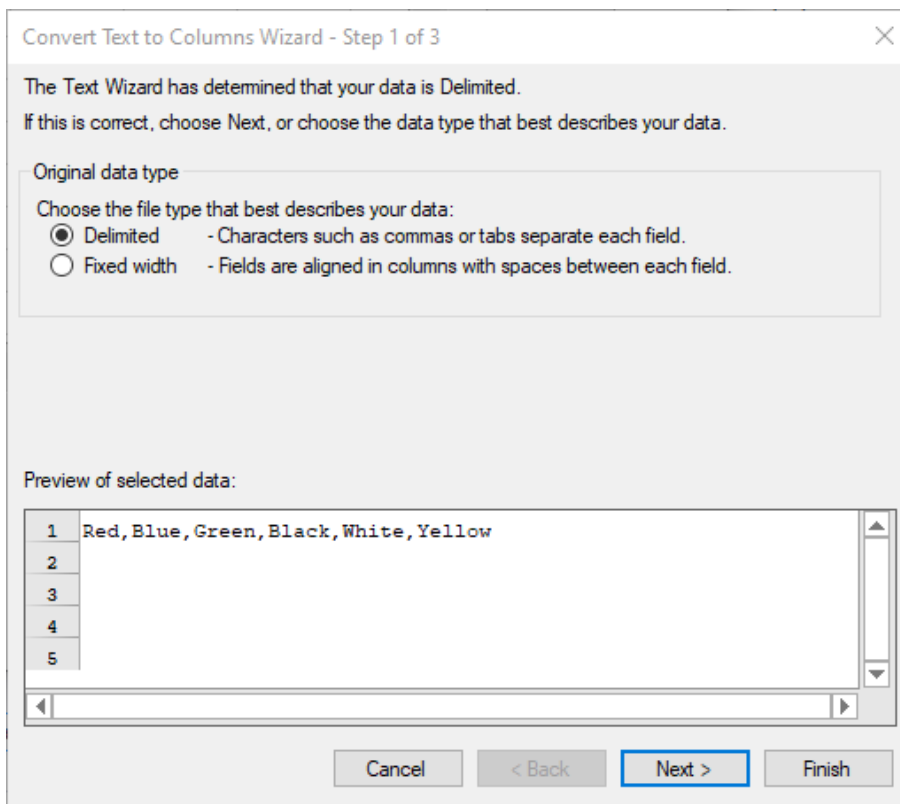 Convert Text to Columns Wizard - Step 1 of 3
The Text Wizard has determined that your data is Delimited.
If this is correct, choose Next, or choose the data type that best describes your data.
Original data type
Choose the file type that best describes your data:
Delimited - Characters such as commas or tabs separate each field.
Fixed width - Fields are aligned in columns with spaces between each field.
Preview of selected data:
1 Red,Blue,Green,Black,White,Yellow
2
3
4
5
Cancel < Back Next > Finish